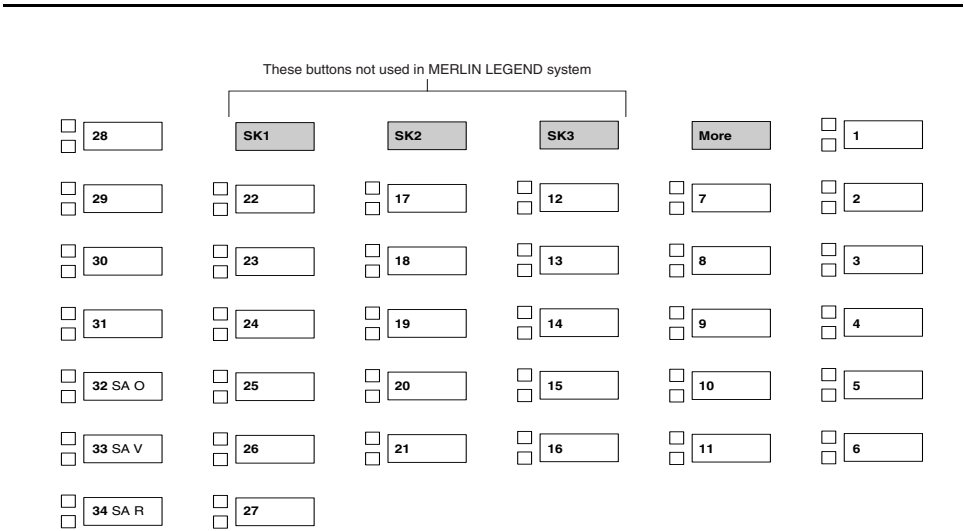 These buttons not used in MERLIN LEGEND system
28 SK1 SK2 SK3 More 1
29 22 17 12 7 2
30 23 18 13 8 3
31 24 19 14 9 4
32 SA O 25 20 15 10 5
33 SA V 26 21 16 11 6
34 SA R 27